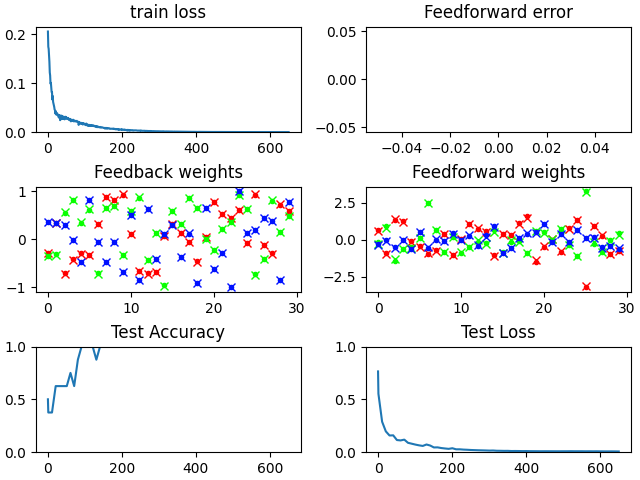 train loss
0.2
0.1
0.0
0 200 400 600
Feedforward error
0.05
0.00
−0.05
−0.04 −0.02 0.00 0.02 0.04
Feedback weights
1
0
−1
0 10 20 30
Feedforward weights
2.5
0.0
−2.5
0 10 20 30
Test Accuracy
1.0
0.5
0.0
0 200 400 600
Test Loss
1.0
0.5
0.0
0 200 400 600